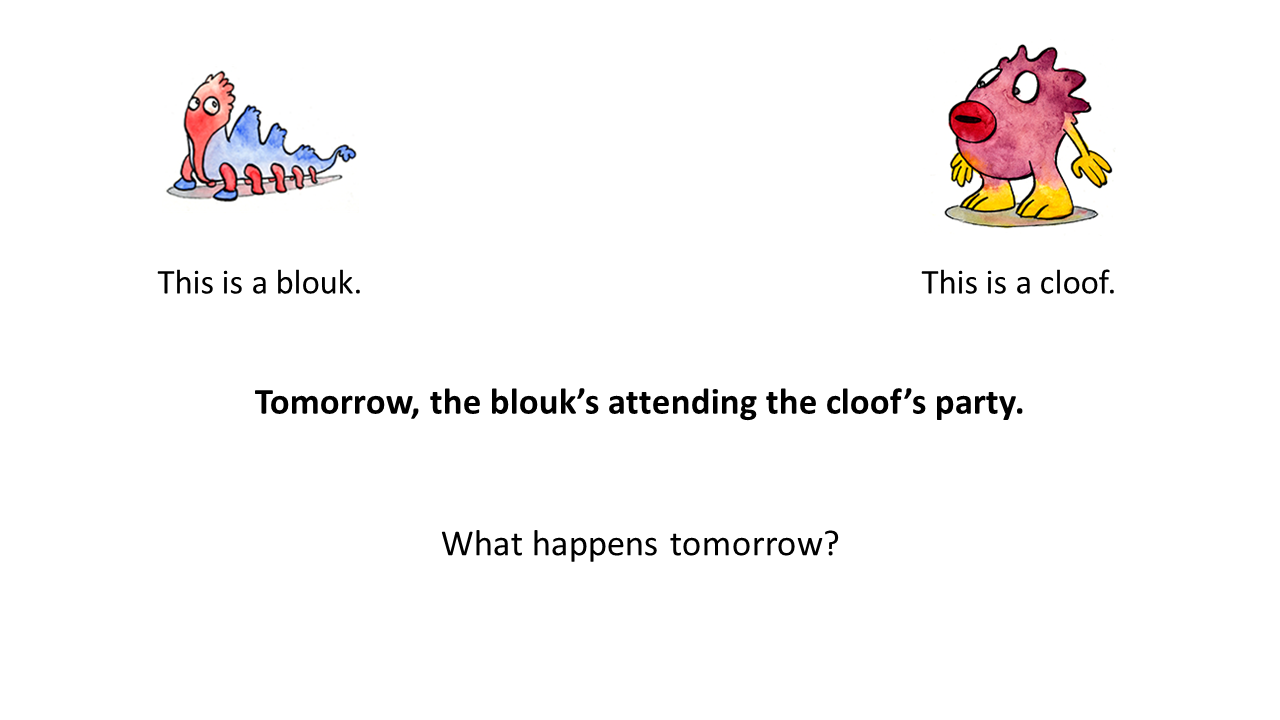 This is a blouk.
This is a cloof.
Tomorrow, the blouk’s attending the cloof’s party.
What happens tomorrow?